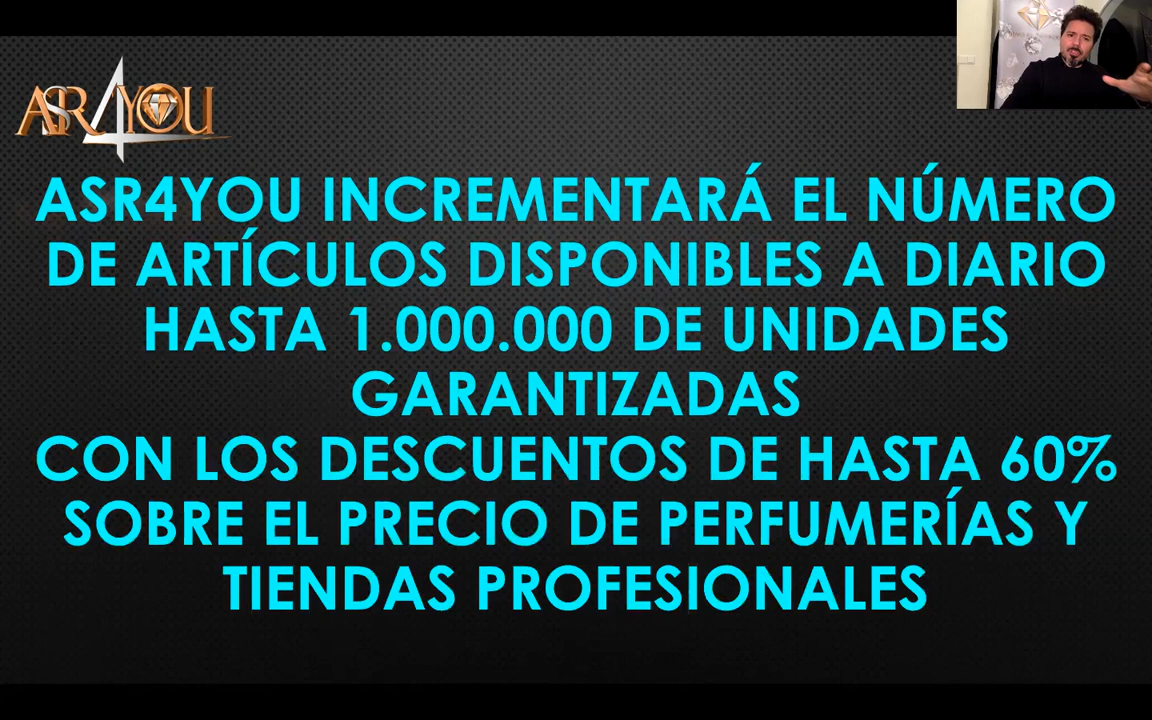 ASR4YOU
ASR4YOU INCREMENTARÁ EL NÚMERO
DE ARTÍCULOS DISPONIBLES A DIARIO
HASTA 1.000.000 DE UNIDADES
GARANTIZADAS
CON LOS DESCUENTOS DE HASTA 60%
SOBRE EL PRECIO DE PERFUMERÍAS Y
TIENDAS PROFESIONALES